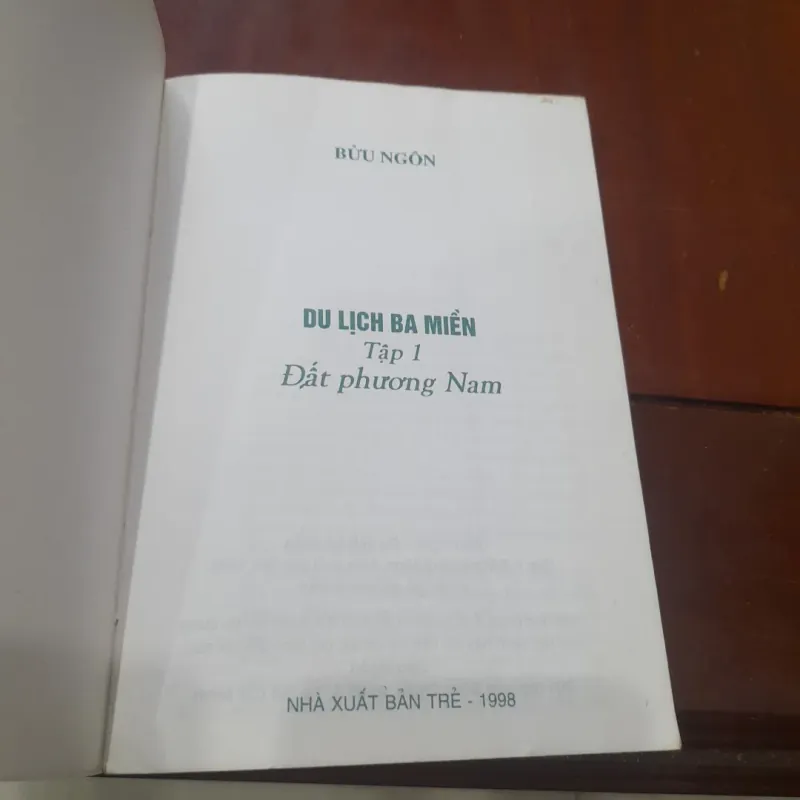 BỬU NGÔN
DU LỊCH BA MIỀN
Tập 1
Đất phương Nam
NHÀ XUẤT BẢN TRẺ - 1998